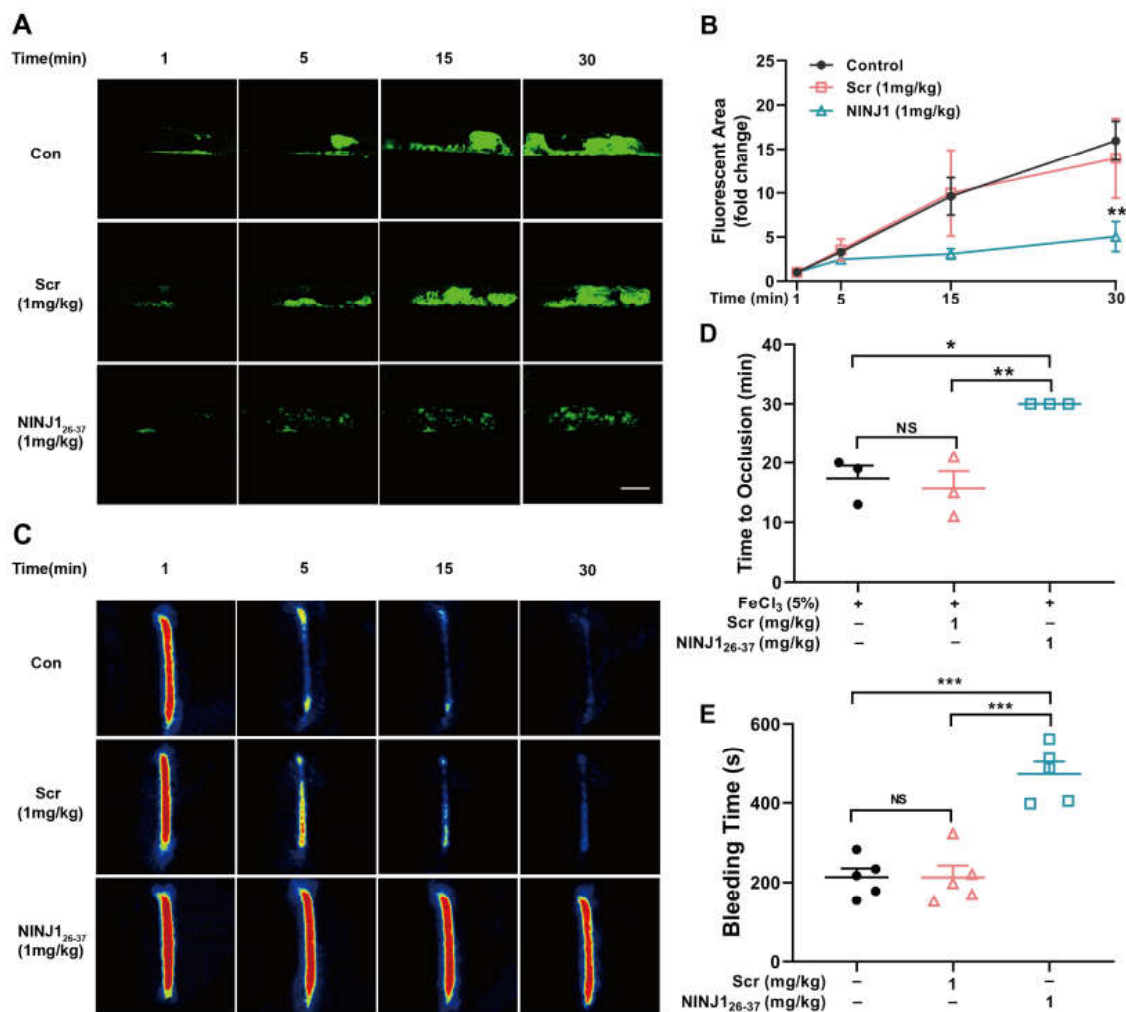 A
Time(min) 1 5 15 30
Con
Scr
(1mg/kg)
NINJ126-37
(1mg/kg)
B
Fluorescent Area
(fold change)
25
20
15
10
5
0
Control
Scr (1mg/kg)
NINJ1 (1mg/kg)
**
Time (min) 1 5 15 30
C
Time(min) 1 5 15 30
Con
Scr
(1mg/kg)
NINJ126-37
(1mg/kg)
D
Time to Occlusion (min)
40
30
20
10
0
*
**
NS
FeCl3 (5%) + + +
Scr (mg/kg) – 1 –
NINJ126-37 (mg/kg) – – 1
E
Bleeding Time (s)
600
400
200
0
***
***
NS
Scr (mg/kg) – 1 –
NINJ126-37 (mg/kg) – – 1